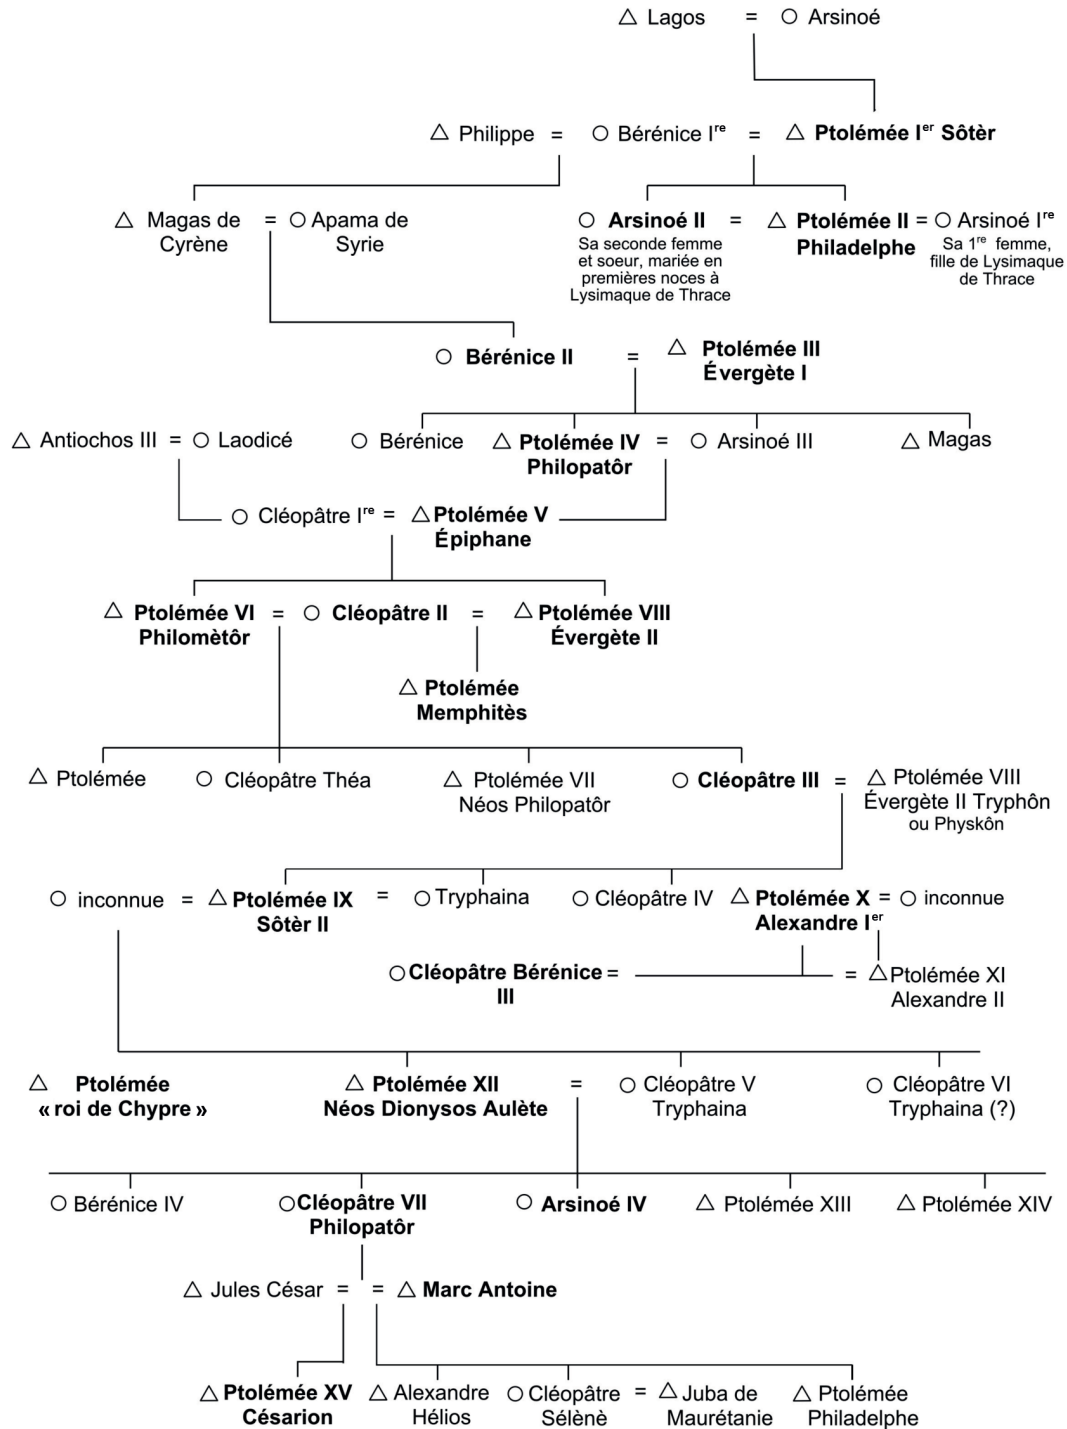 Lagos = Arsinoé
Philippe = Bérénice Iʳᵉ = Ptolémée Iᵉʳ Sôtèr
Magas de Cyrène = Apama de Syrie
Arsinoé II = Ptolémée II Philadelphe = Arsinoé Iʳᵉ
Sa seconde femme
et soeur, mariée en
premières noces à
Lysimaque de Thrace
Sa 1ʳᵉ femme,
fille de Lysimaque
de Thrace
Bérénice II = Ptolémée III
Évergète I
Antiochos III = Laodicé
Bérénice
Ptolémée IV
Philopatôr
= Arsinoé III
Magas
Cléopâtre Iʳᵉ = Ptolémée V
Épiphane
Ptolémée VI
Philomètôr
= Cléopâtre II =
Ptolémée VIII
Évergète II
Ptolémée
Memphitès
Ptolémée
Cléopâtre Théa
Ptolémée VII
Néos Philopatôr
Cléopâtre III =
Ptolémée VIII
Évergète II Tryphôn
ou Physkôn
inconnue =
Ptolémée IX
Sôtèr II
= Tryphaina
Cléopâtre IV
Ptolémée X
Alexandre Iᵉʳ
= inconnue
Cléopâtre Bérénice =
III
= Ptolémée XI
Alexandre II
Ptolémée
« roi de Chypre »
Ptolémée XII
Néos Dionysos Aulète
=
Cléopâtre V
Tryphaina
Cléopâtre VI
Tryphaina (?)
Bérénice IV
Cléopâtre VII
Philopatôr
Arsinoé IV
Ptolémée XIII
Ptolémée XIV
Jules César = = Marc Antoine
Ptolémée XV
Césarion
Alexandre
Hélios
Cléopâtre
Sélènè
=
Juba de
Maurétanie
Ptolémée
Philadelphe